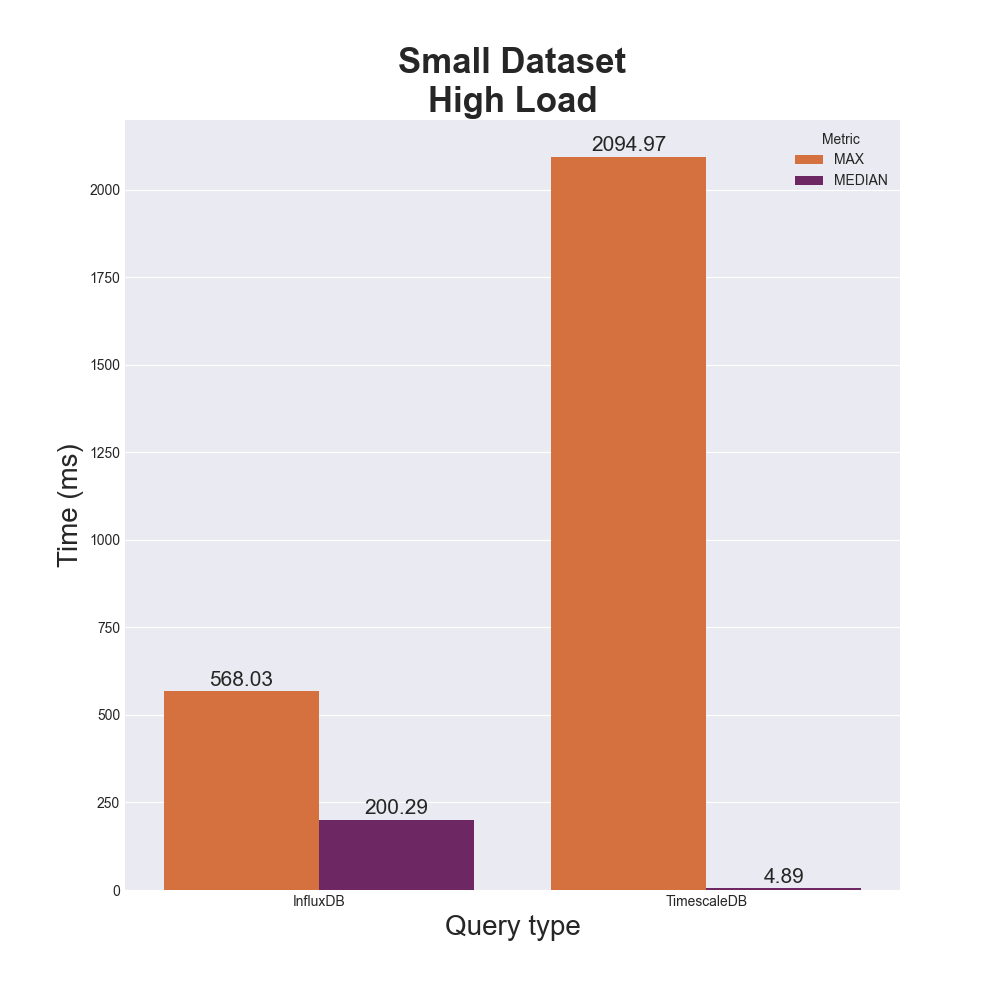 Small Dataset
High Load
2094.97
Metric
MAX
MEDIAN
2000
1750
1500
1250
1000
750
500
250
0
Time (ms)
568.03
200.29
4.89
InfluxDB
TimescaleDB
Query type